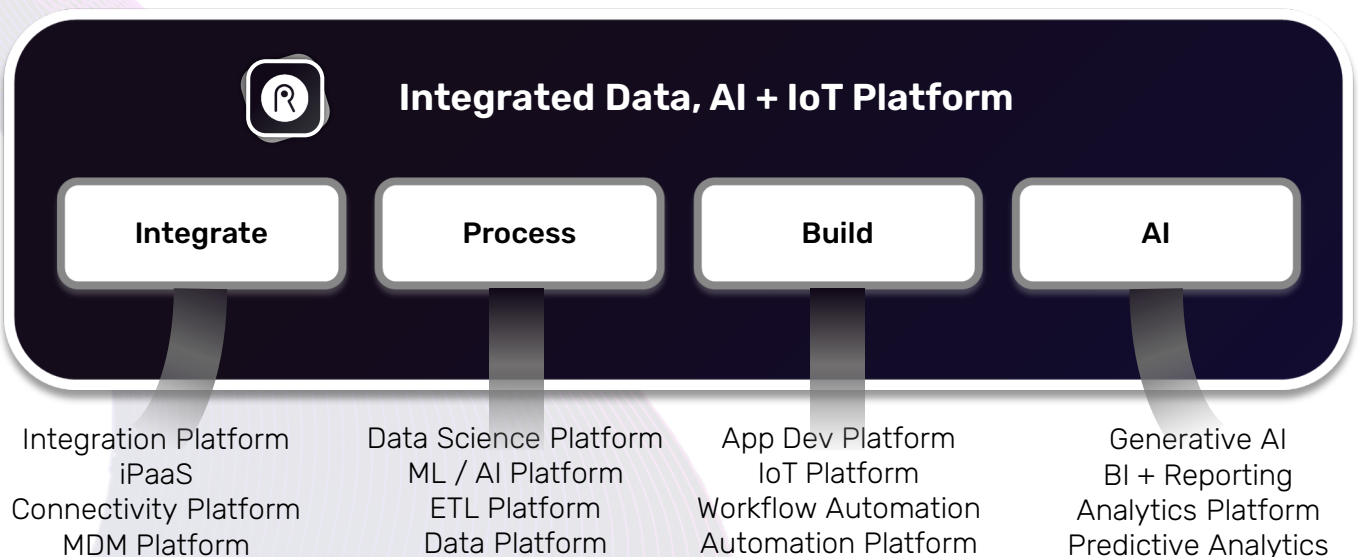 Integrated Data, AI + IoT Platform
Integrate
Process
Build
AI
Integration Platform
iPaaS
Connectivity Platform
MDM Platform
Data Science Platform
ML / AI Platform
ETL Platform
Data Platform
App Dev Platform
IoT Platform
Workflow Automation
Automation Platform
Generative AI
BI + Reporting
Analytics Platform
Predictive Analytics